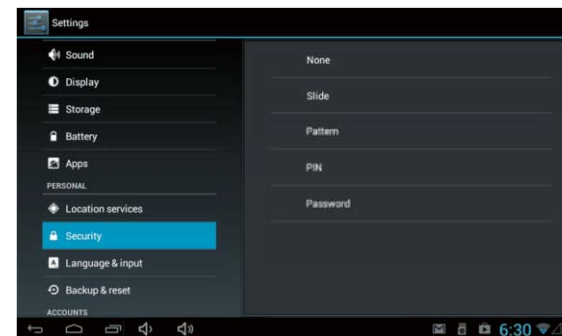 Settings
Sound
Display
Storage
Battery
Apps
PERSONAL
Location services
Security
Language & input
Backup & reset
ACCOUNTS
None
Slide
Pattern
PIN
Password
6:30